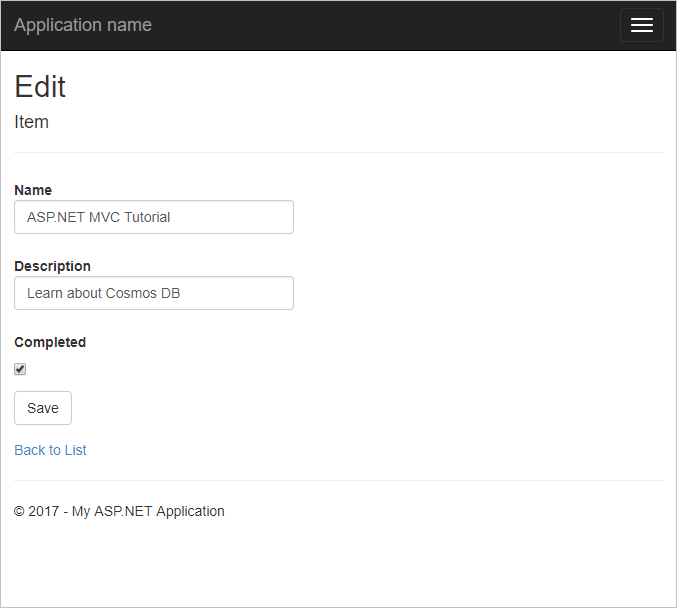 Application name
Edit
Item
Name
ASP.NET MVC Tutorial
Description
Learn about Cosmos DB
Completed
Save
Back to List
© 2017 - My ASP.NET Application